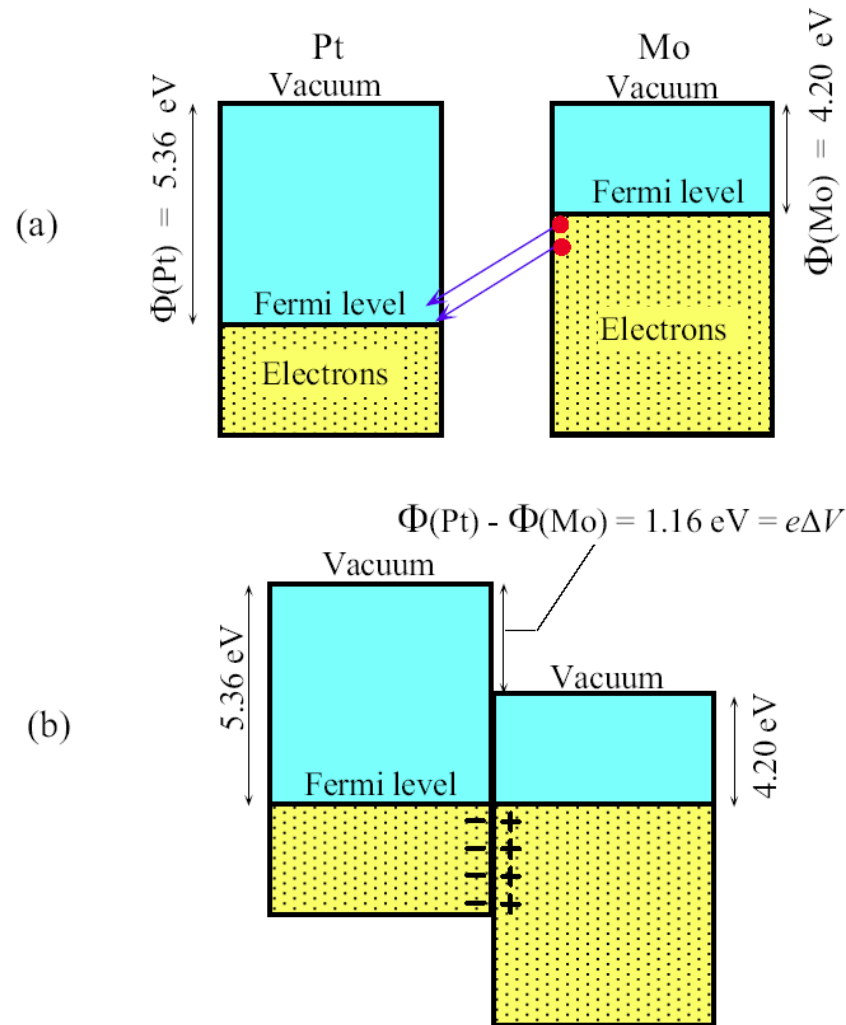 Pt
Mo
Vacuum
Vacuum
Φ(Pt) = 5.36 eV
Φ(Mo) = 4.20 eV
(a)
Fermi level
Fermi level
Electrons
Electrons
Φ(Pt) - Φ(Mo) = 1.16 eV = eΔV
Vacuum
Vacuum
5.36 eV
4.20 eV
(b)
Fermi level
− +
− +
− +
− +